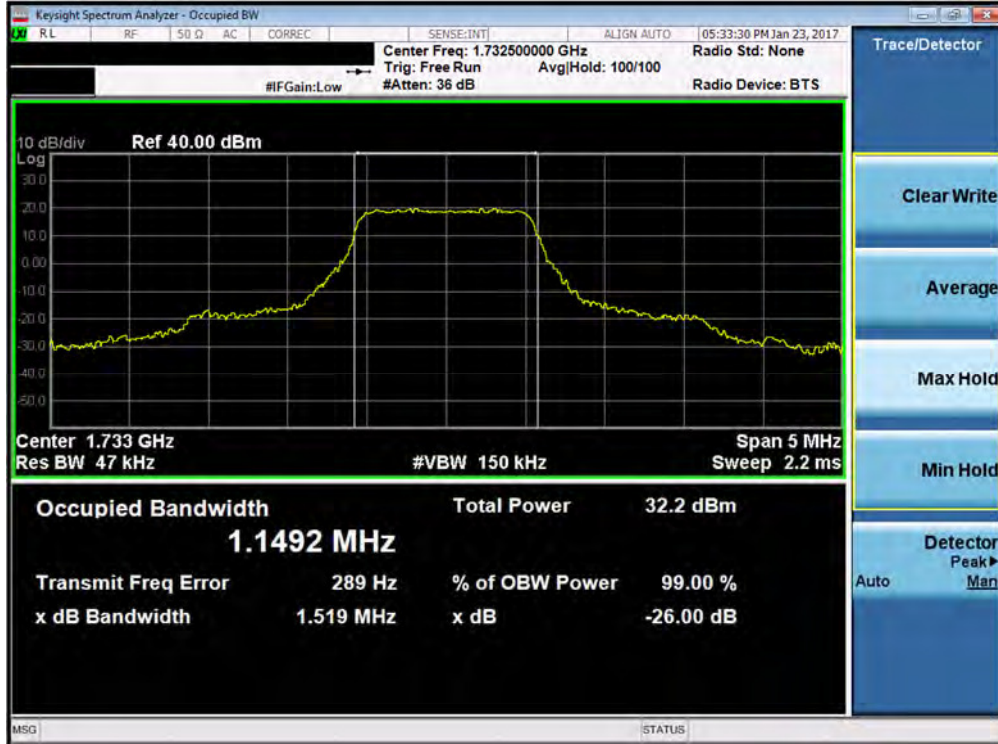 Keysight Spectrum Analyzer - Occupied BW
LXI RL RF 50 Ω AC CORREC SENSE:INT ALIGN AUTO 05:33:30 PM Jan 23, 2017
Center Freq: 1.732500000 GHz Radio Std: None
Trig: Free Run Avg|Hold: 100/100
#IFGain:Low #Atten: 36 dB Radio Device: BTS
Trace/Detector
10 dB/div Ref 40.00 dBm
Log
30.0
20.0
10.0
0.00
-10.0
-20.0
-30.0
-40.0
-50.0
Center 1.733 GHz Span 5 MHz
Res BW 47 kHz #VBW 150 kHz Sweep 2.2 ms
Occupied Bandwidth Total Power 32.2 dBm
1.1492 MHz
Transmit Freq Error 289 Hz % of OBW Power 99.00 %
x dB Bandwidth 1.519 MHz x dB -26.00 dB
Clear Write
Average
Max Hold
Min Hold
Detector
Peak▶
Auto Man
MSG STATUS